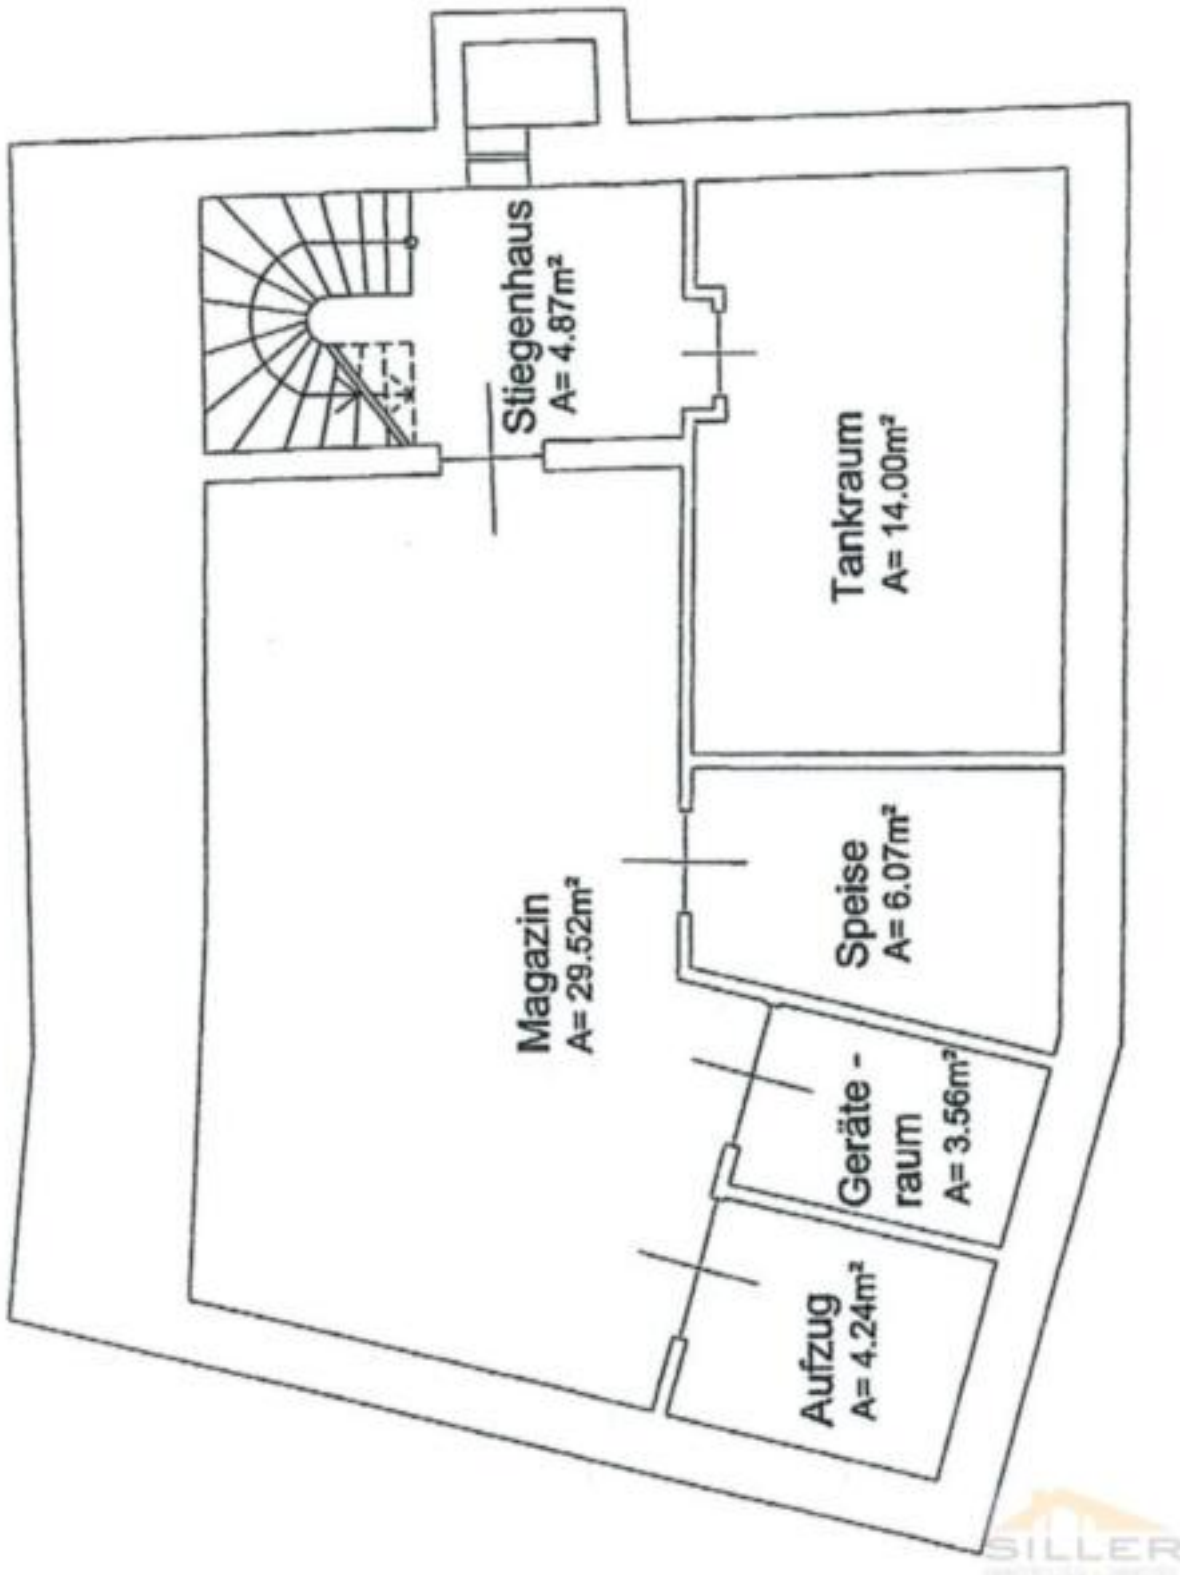 Stiegenhaus
A= 4.87m²
Tankraum
A= 14.00m²
Magazin
A= 29.52m²
Speise
A= 6.07m²
Geräte -
raum
A= 3.56m²
Aufzug
A= 4.24m²
SILLER